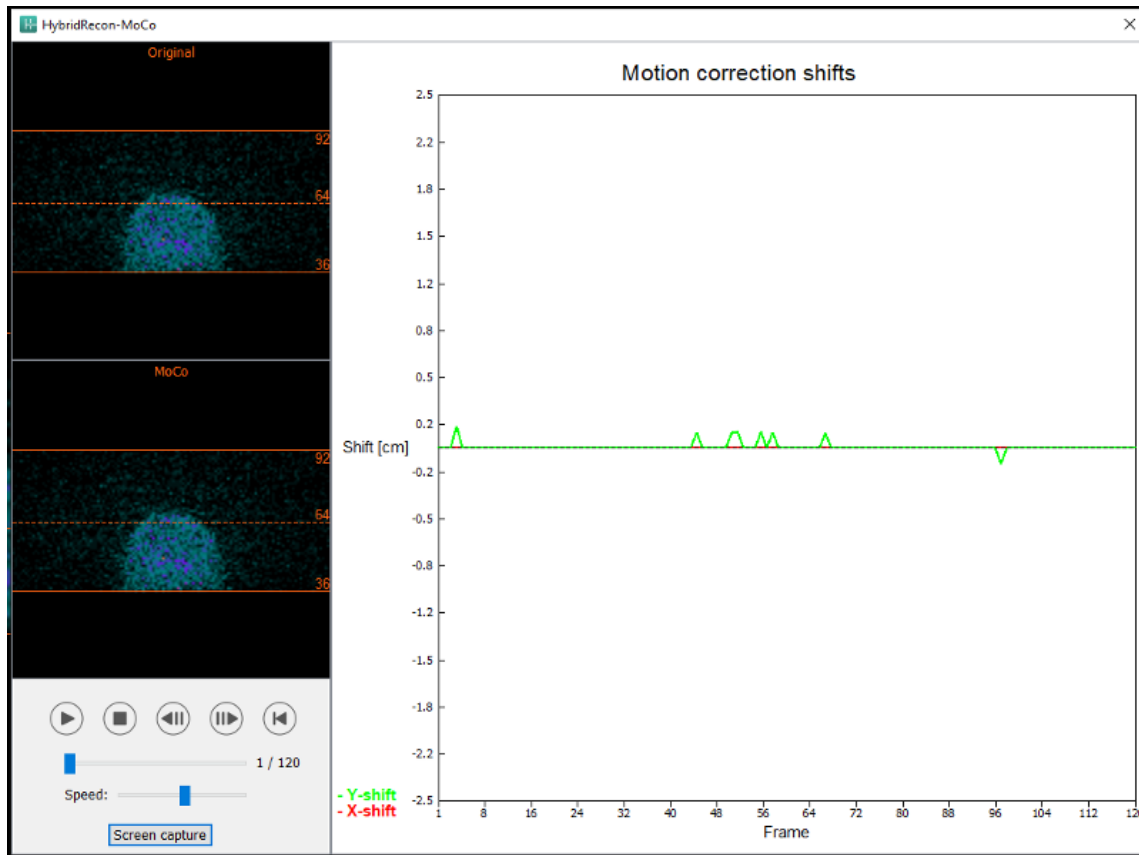 HybridRecon-MoCo
Original
92
64
36
MoCo
92
64
36
1 / 120
Speed:
Screen capture
Motion correction shifts
2.5
2.2
1.8
1.5
1.2
0.8
0.5
0.2
Shift [cm]
-0.2
-0.5
-0.8
-1.2
-1.5
-1.8
-2.2
-2.5
- Y-shift
- X-shift
1 8 16 24 32 40 48 56 64 72 80 88 96 104 112
Frame